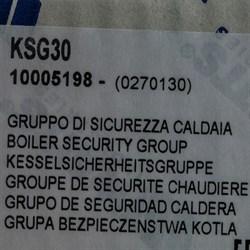 KSG30
10005198 - (0270130)
GRUPPO DI SICUREZZA CALDAIA
BOILER SECURITY GROUP
KESSELSICHERHEITSGRUPPE
GROUPE DE SECURITE CHAUDIERE
GRUPO DE SEGURIDAD CALDERA
GRUPA BEZPIECZENSTWA KOTLA